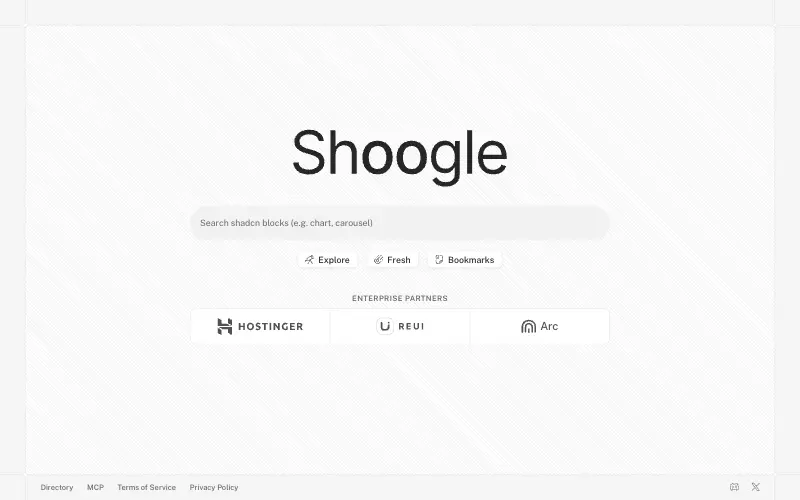 Shoogle
Search shadcn blocks (e.g. chart, carousel)
Explore Fresh Bookmarks
ENTERPRISE PARTNERS
HOSTINGER REUI Arc
Directory MCP Terms of Service Privacy Policy